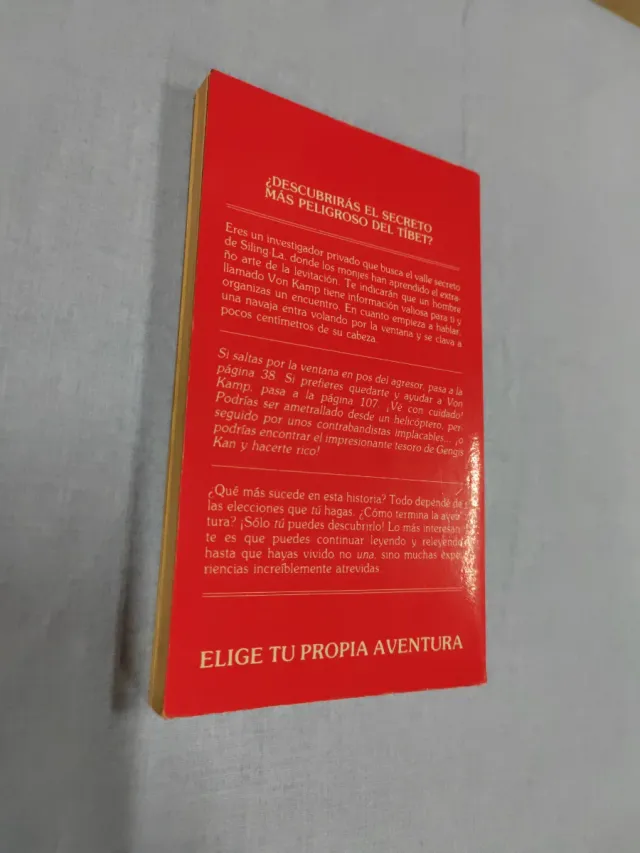 ¿DESCUBRIRÁS EL SECRETO
MÁS PELIGROSO DEL TÍBET?
Eres un investigador privado que busca el valle secreto
de Siling-La, donde los monjes han aprendido el extra-
ño arte de la levitación. Te indicarán que un hombre
llamado Von Kamp tiene información valiosa para ti y
organizas un encuentro. En cuanto empieza a hablar,
una navaja entra volando por la ventana y se clava a
pocos centímetros de su cabeza.
Si saltas por la ventana en pos del agresor, pasa a la
página 38. Si prefieres quedarte y ayudar a Von
Kamp, pasa a la página 107. ¡Ve con cuidado!
Podrías ser ametrallado desde un helicóptero, per-
seguido por unos contrabandistas implacables... ¡o
podrías encontrar el impresionante tesoro de Gengis
Kan y hacerte rico!
¿Qué más sucede en esta historia? Todo depende de
las elecciones que tú hagas. ¿Cómo termina la aven-
tura? ¡Sólo tú puedes descubrirlo! Lo más interesan-
te es que puedes continuar leyendo y releyendo
hasta que hayas vivido no una, sino muchas expe-
riencias increíblemente atrevidas.
ELIGE TU PROPIA AVENTURA